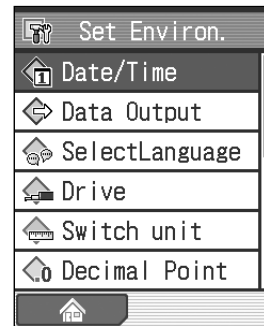 Set Environ.
Date/Time
Data Output
SelectLanguage
Drive
Switch unit
Decimal Point